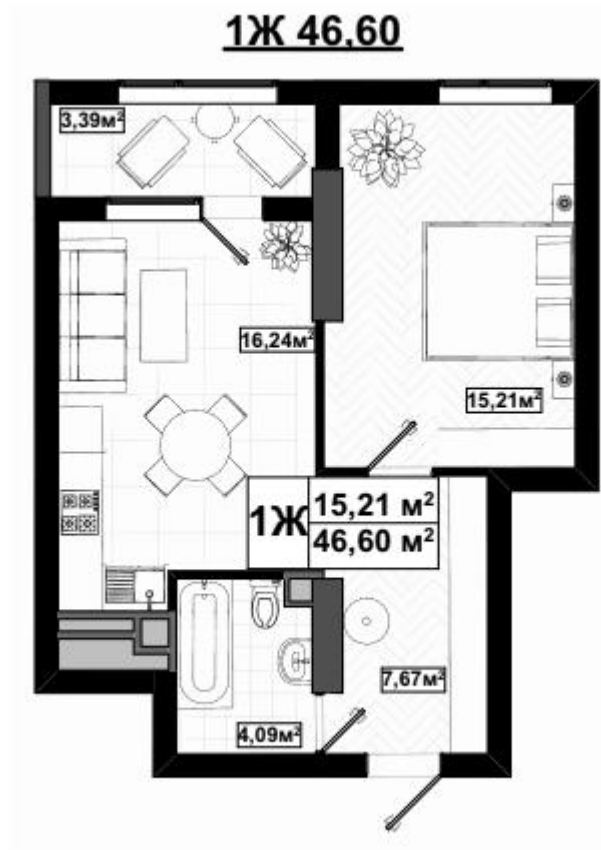 1Ж 46,60
3,39м²
16,24м²
15,21м²
1Ж
15,21 м²
46,60 м²
7,67м²
4,09м²